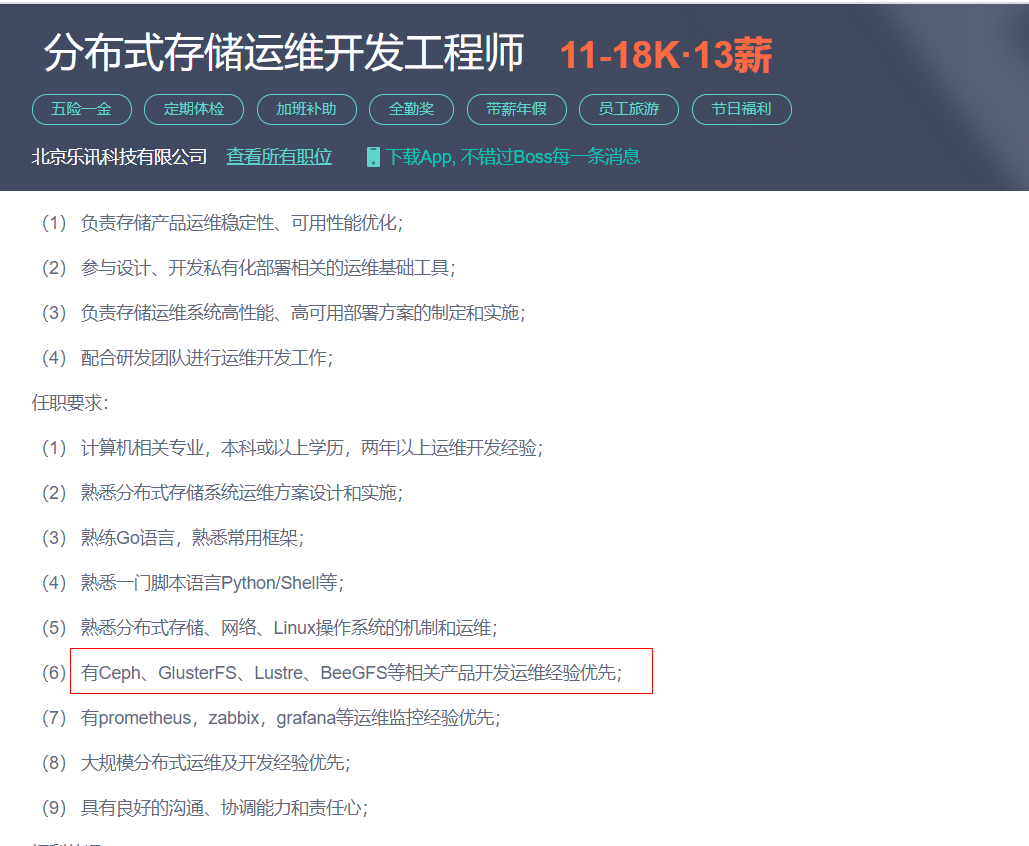 分布式存储运维开发工程师 11-18K·13薪
五险一金 定期体检 加班补助 全勤奖 带薪年假 员工旅游 节日福利
北京乐讯科技有限公司 查看所有职位 下载App, 不错过Boss每一条消息
（1） 负责存储产品运维稳定性、可用性能优化；
（2） 参与设计、开发私有化部署相关的运维基础工具；
（3） 负责存储运维系统高性能、高可用部署方案的制定和实施；
（4） 配合研发团队进行运维开发工作；
任职要求：
（1） 计算机相关专业，本科或以上学历，两年以上运维开发经验；
（2） 熟悉分布式存储系统运维方案设计和实施；
（3） 熟练Go语言，熟悉常用框架；
（4） 熟悉一门脚本语言Python/Shell等；
（5） 熟悉分布式存储、网络、Linux操作系统的机制和运维；
（6） 有Ceph、GlusterFS、Lustre、BeeGFS等相关产品开发运维经验优先；
（7） 有prometheus，zabbix，grafana等运维监控经验优先；
（8） 大规模分布式运维及开发经验优先；
（9） 具有良好的沟通、协调能力和责任心；